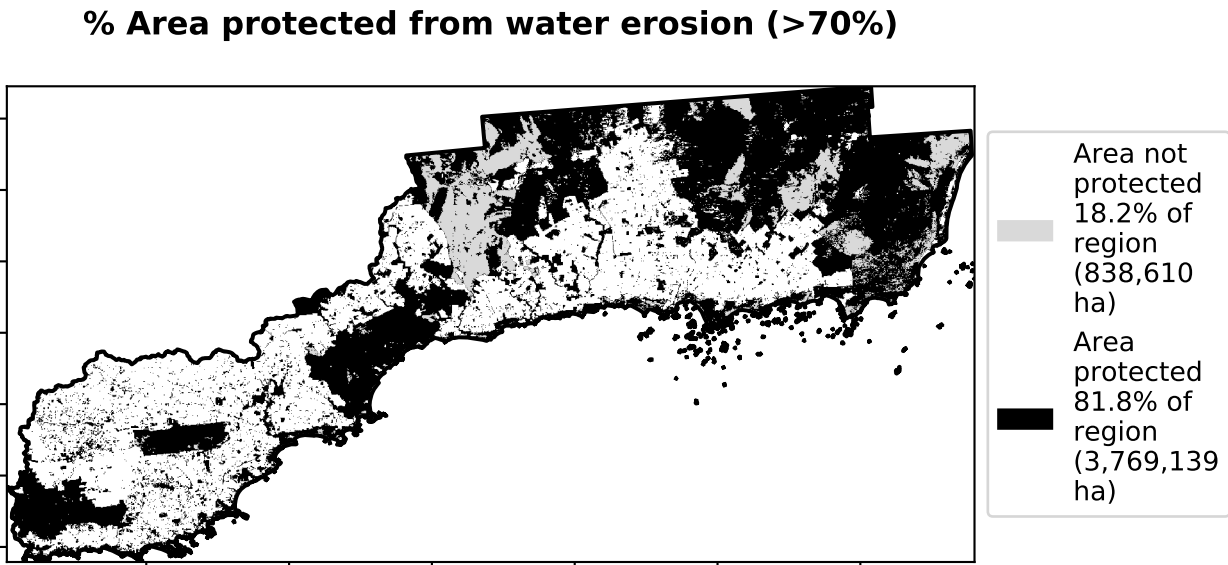 % Area protected from water erosion (>70%)
Area not
protected
18.2% of
region
(838,610
ha)
Area
protected
81.8% of
region
(3,769,139
ha)